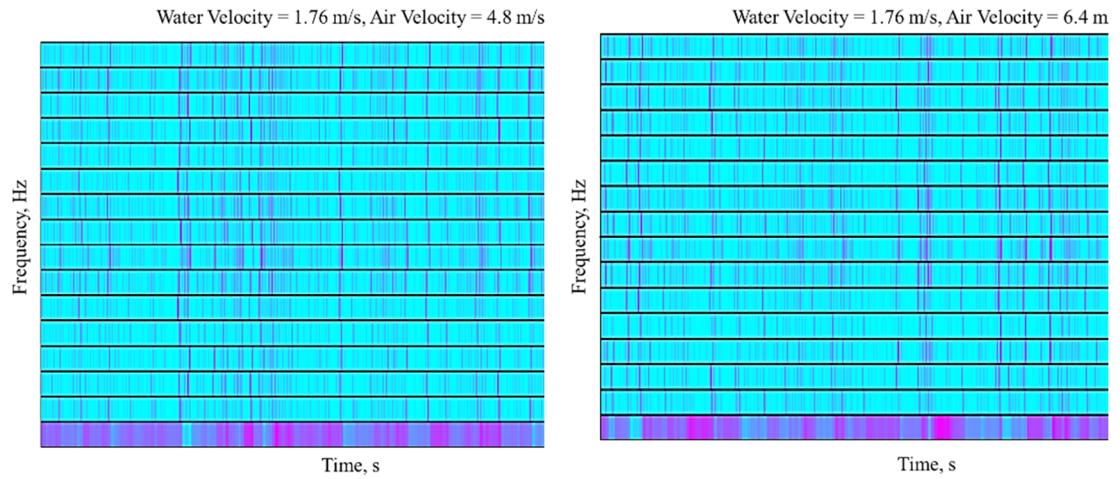 Water Velocity = 1.76 m/s, Air Velocity = 4.8 m/s
Frequency, Hz
Time, s
Water Velocity = 1.76 m/s, Air Velocity = 6.4 m
Frequency, Hz
Time, s